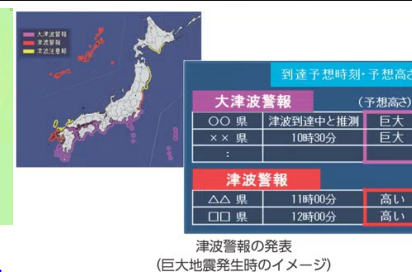 大津波警報
津波警報
津波注意報
到達予想時刻・予想高さ
大津波警報 (予想高さ)
○○ 県 津波到達中と推測 巨大
×× 県 10時30分 巨大
:
津波警報
△△ 県 11時00分 高い
□□ 県 12時00分 高い
津波警報の発表
(巨大地震発生時のイメージ)